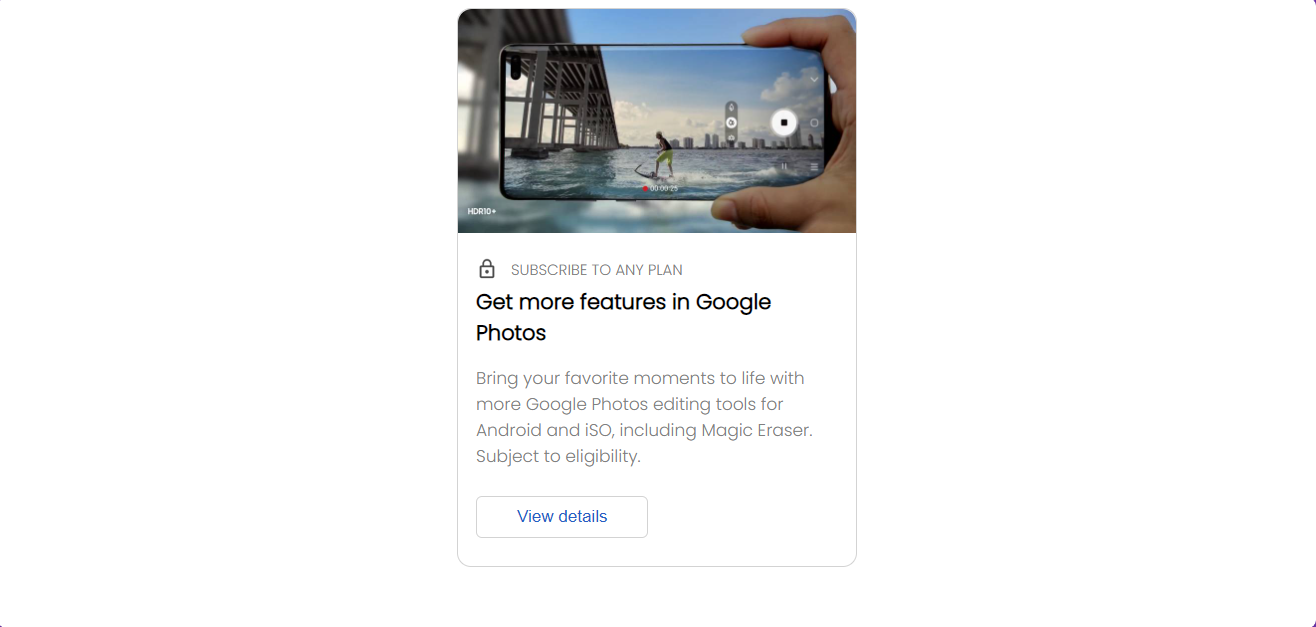 00:00:25
HDR10+
SUBSCRIBE TO ANY PLAN
Get more features in Google
Photos
Bring your favorite moments to life with
more Google Photos editing tools for
Android and iSO, including Magic Eraser.
Subject to eligibility.
View details